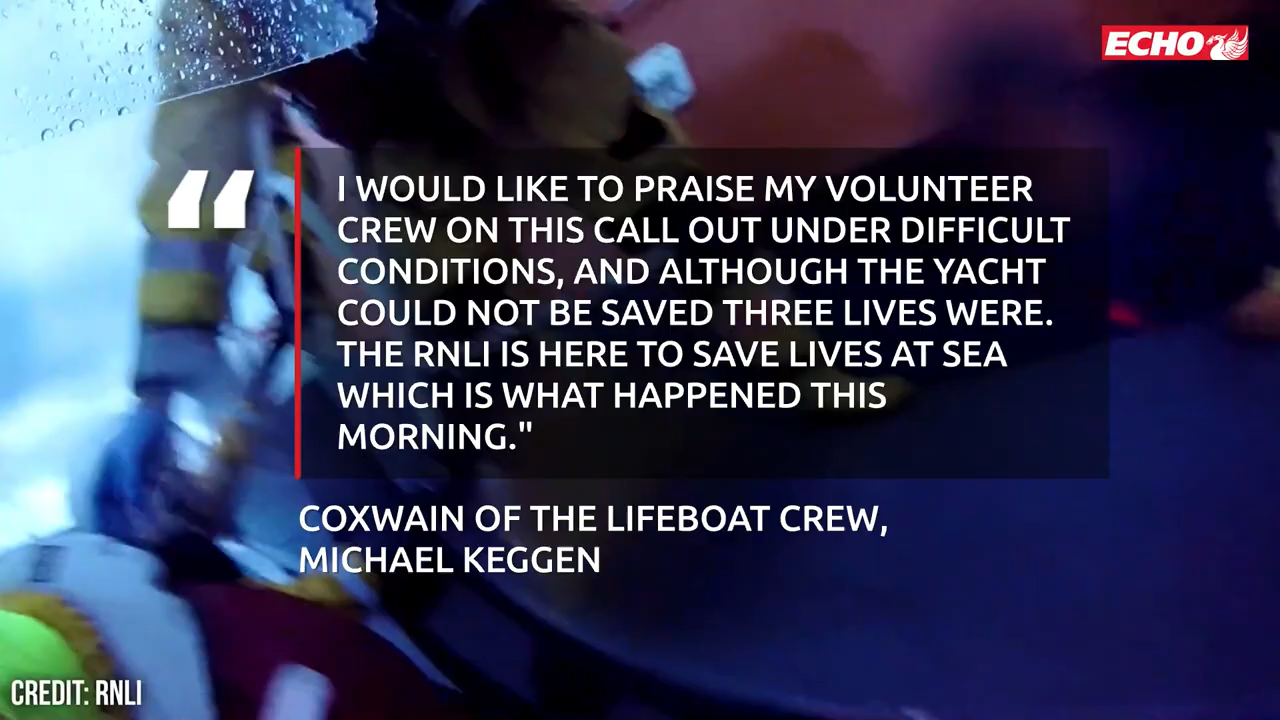 ECHO
“
I WOULD LIKE TO PRAISE MY VOLUNTEER
CREW ON THIS CALL OUT UNDER DIFFICULT
CONDITIONS, AND ALTHOUGH THE YACHT
COULD NOT BE SAVED THREE LIVES WERE.
THE RNLI IS HERE TO SAVE LIVES AT SEA
WHICH IS WHAT HAPPENED THIS
MORNING."
COXWAIN OF THE LIFEBOAT CREW,
MICHAEL KEGGEN
CREDIT: RNLI